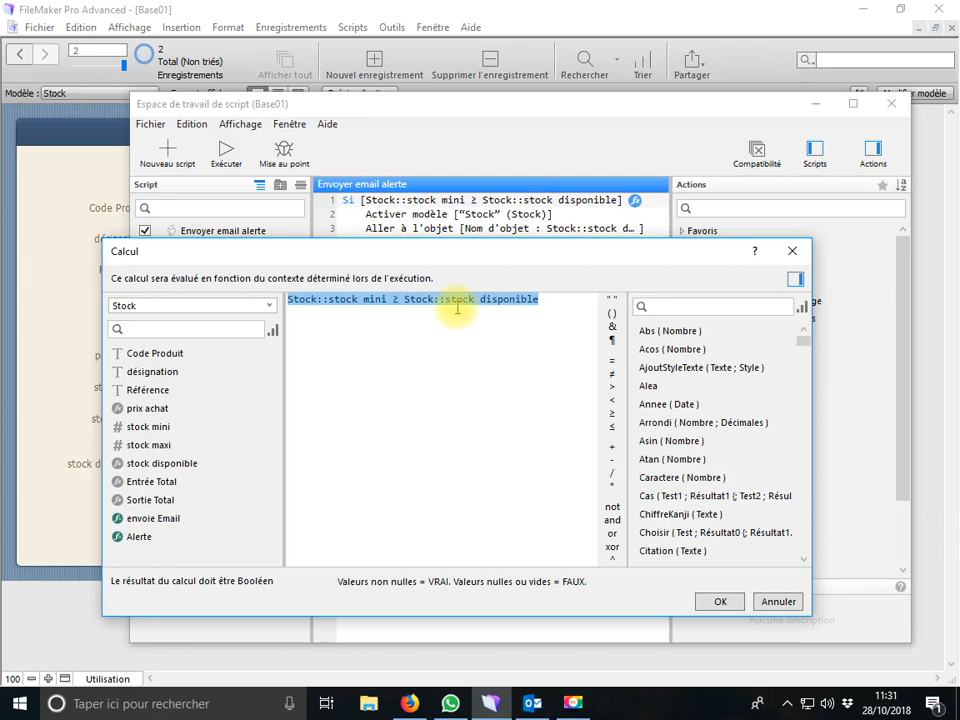 FileMaker Pro Advanced - [Base01]
Fichier Edition Affichage Insertion Format Enregistrements Scripts Outils Fenêtre Aide
2
2
Total (Non triés)
Enregistrements
Afficher tout
Nouvel enregistrement
Supprimer l'enregistrement
Rechercher
Trier
Partager
Modèle : Stock
Modifier modèle
Espace de travail de script (Base01)
Fichier Edition Affichage Fenêtre Aide
Nouveau script
Exécuter
Mise au point
Compatibilité
Scripts
Actions
Script
Envoyer email alerte
Actions
Envoyer email alerte
1 Si [Stock::stock mini ≥ Stock::stock disponible]
2 Activer modèle [“Stock” (Stock)]
3 Aller à l'objet [Nom d'objet : Stock::stock d… ]
Favoris
Code Pro
Calcul
Ce calcul sera évalué en fonction du contexte déterminé lors de l'exécution.
Stock
Code Produit
désignation
Référence
prix achat
stock mini
stock maxi
stock disponible
Entrée Total
Sortie Total
envoie Email
Alerte
Stock::stock mini ≥ Stock::stock disponible
" "
( )
&
¶
=
≠
>
<
≥
≤
+
-
/
*
not
and
or
xor
^
Abs ( Nombre )
Acos ( Nombre )
AjoutStyleTexte ( Texte ; Style )
Alea
Annee ( Date )
Arrondi ( Nombre ; Décimales )
Asin ( Nombre )
Atan ( Nombre )
Caractere ( Nombre )
Cas ( Test1 ; Résultat1 {; Test2 ; Résul
ChiffreKanji ( Texte )
Choisir ( Test ; Résultat0 {; Résultat1.
Citation ( Texte )
Le résultat du calcul doit être Booléen
Valeurs non nulles = VRAI. Valeurs nulles ou vides = FAUX.
OK
Annuler
Aucune description
100
Utilisation
Taper ici pour rechercher
11:31
28/10/2018